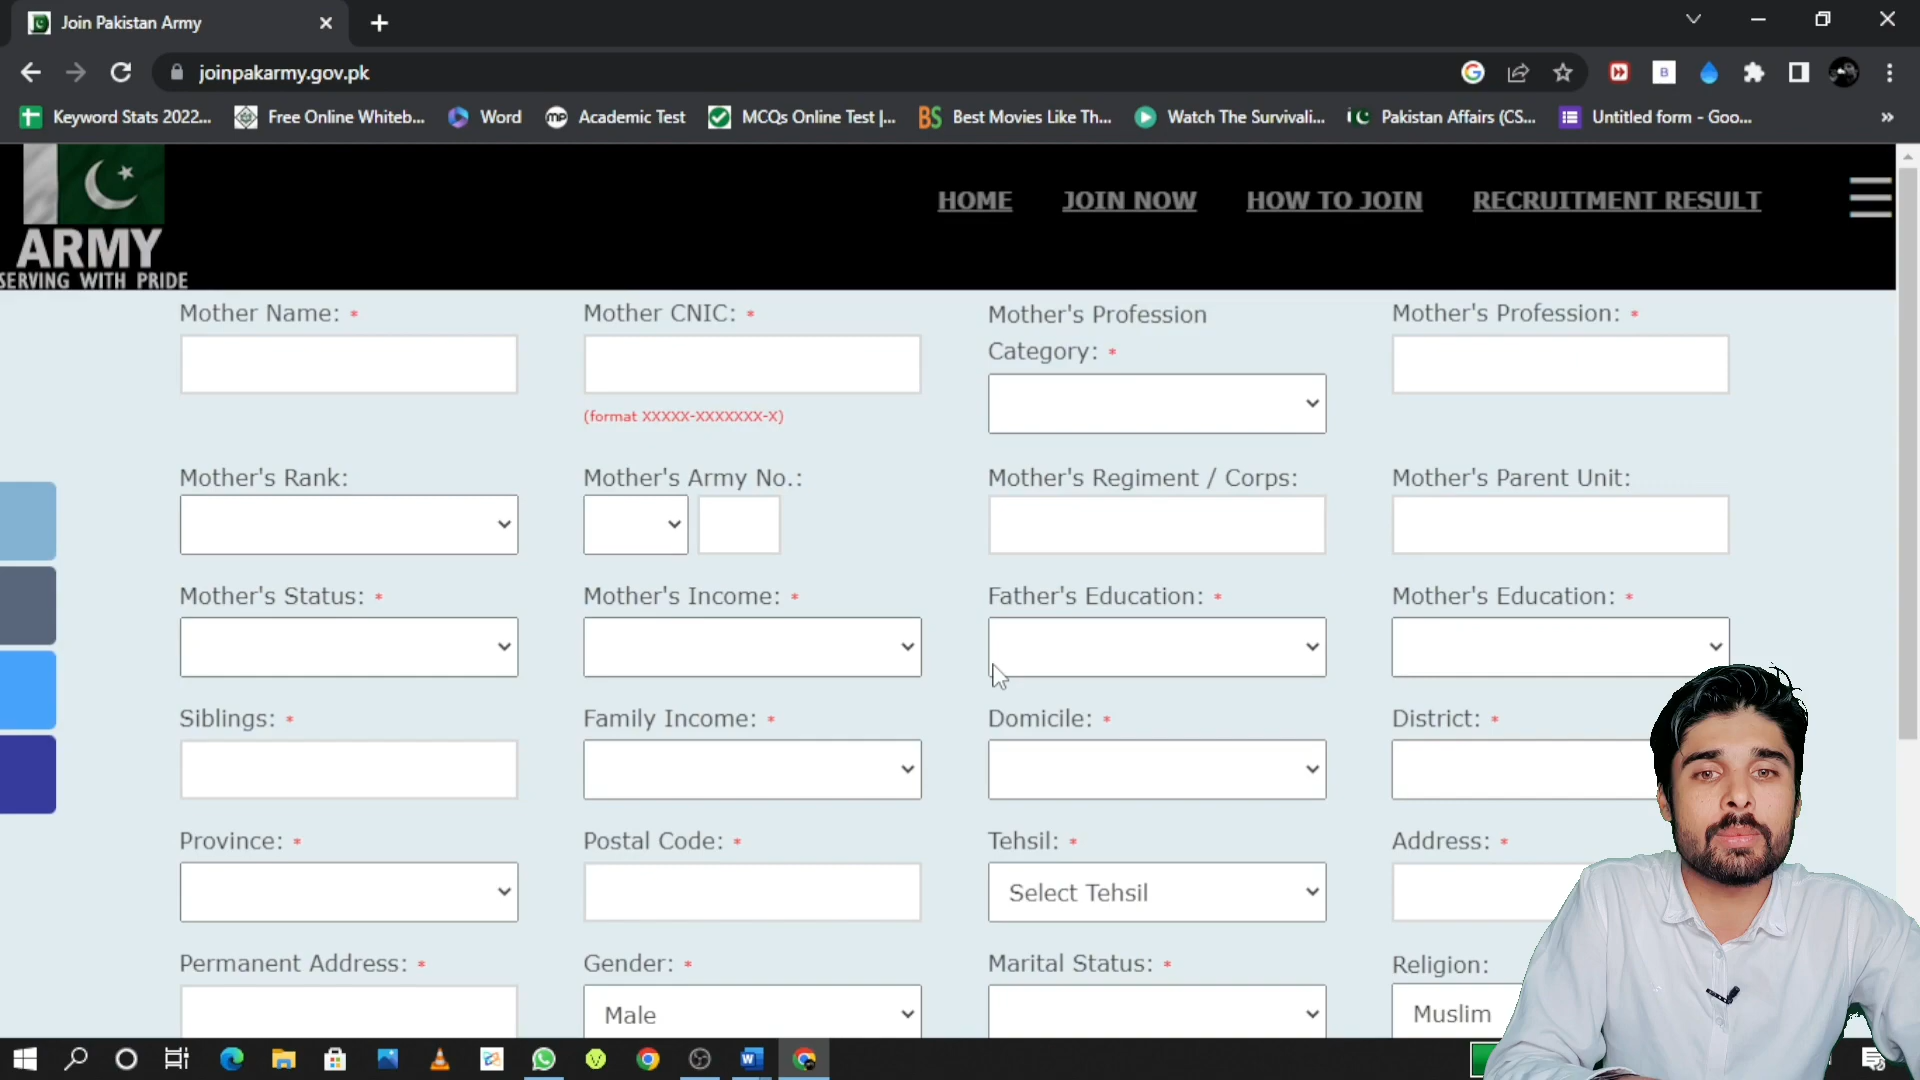 Join Pakistan Army
joinpakarmy.gov.pk
Keyword Stats 2022...
Free Online Whiteb...
Word
Academic Test
MCQs Online Test |...
Best Movies Like Th...
Watch The Survivali...
Pakistan Affairs (CS...
Untitled form - Goo...
ARMY
SERVING WITH PRIDE
HOME
JOIN NOW
HOW TO JOIN
RECRUITMENT RESULT
Mother Name: *
Mother CNIC: *
Mother's Profession
Category: *
Mother's Profession: *
(format XXXXX-XXXXXXX-X)
Mother's Rank:
Mother's Army No.:
Mother's Regiment / Corps:
Mother's Parent Unit:
Mother's Status: *
Mother's Income: *
Father's Education: *
Mother's Education: *
Siblings: *
Family Income: *
Domicile: *
District: *
Province: *
Postal Code: *
Tehsil: *
Select Tehsil
Address: *
Permanent Address: *
Gender: *
Male
Marital Status: *
Religion:
Muslim